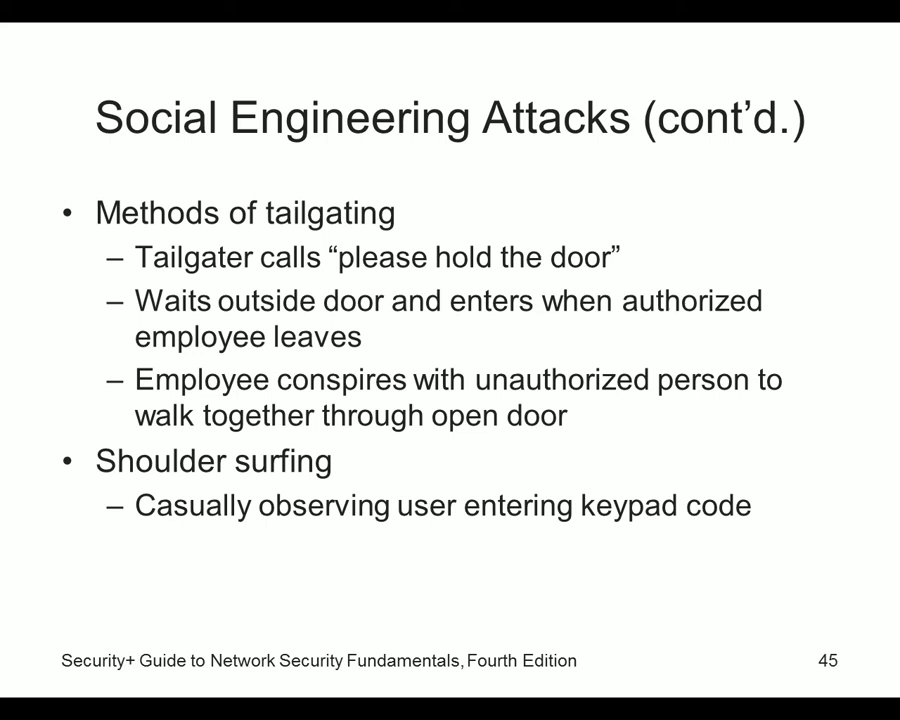 Social Engineering Attacks (cont’d.)
• Methods of tailgating
– Tailgater calls “please hold the door”
– Waits outside door and enters when authorized
employee leaves
– Employee conspires with unauthorized person to
walk together through open door
• Shoulder surfing
– Casually observing user entering keypad code
Security+ Guide to Network Security Fundamentals, Fourth Edition 45